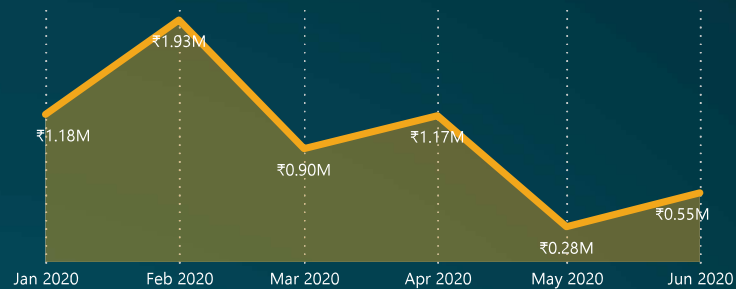 ₹1.93M
₹1.18M
₹1.17M
₹0.90M
₹0.55M
₹0.28M
Jan 2020
Feb 2020
Mar 2020
Apr 2020
May 2020
Jun 2020